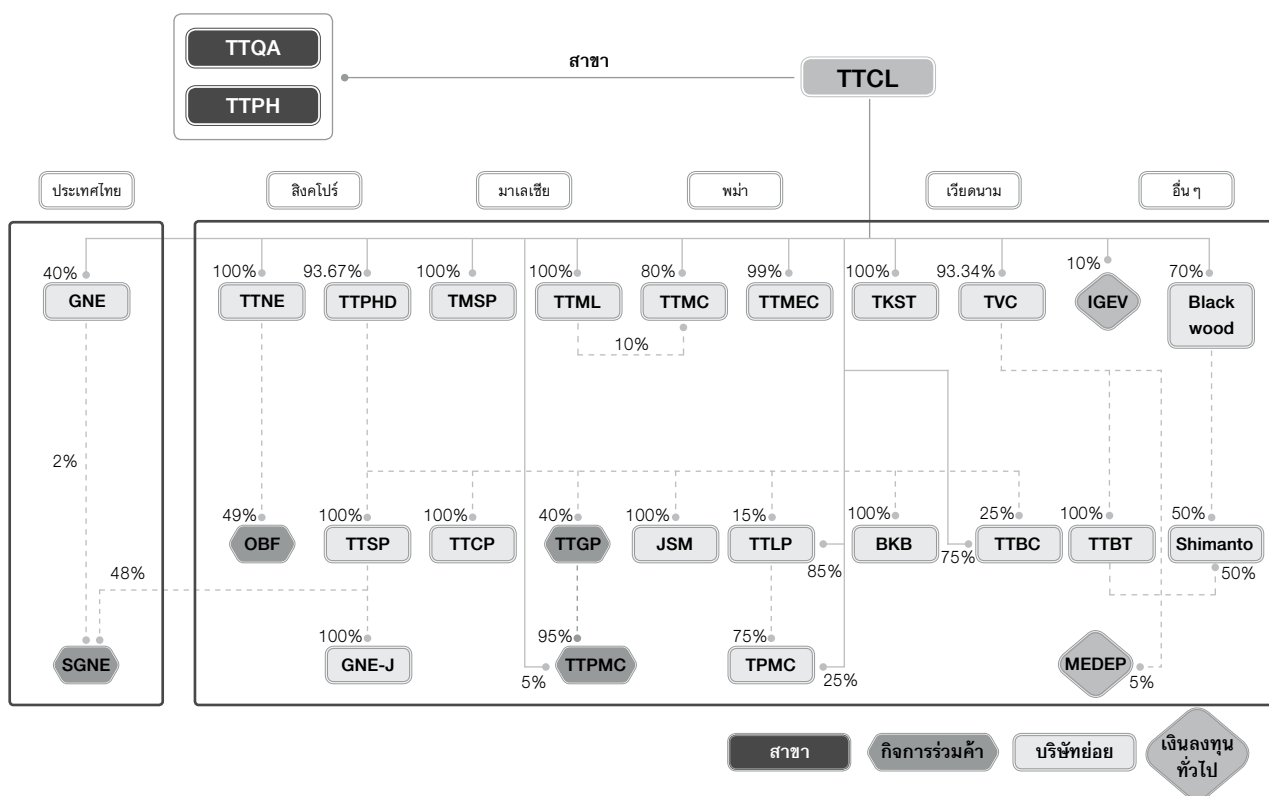 TTQA
TTPH
สาขา
TTCL
ประเทศไทย
สิงคโปร์
มาเลเซีย
พม่า
เวียดนาม
อื่น ๆ
40%
100%
93.67%
100%
100%
80%
99%
100%
93.34%
10%
70%
GNE
TTNE
TTPHD
TMSP
TTML
TTMC
TTMEC
TKST
TVC
IGEV
Black
wood
10%
2%
49%
100%
100%
40%
100%
15%
100%
25%
100%
50%
OBF
TTSP
TTCP
TTGP
JSM
TTLP
BKB
TTBC
TTBT
Shimanto
48%
85%
75%
50%
100%
95%
75%
SGNE
GNE-J
TTPMC
TPMC
MEDEP
5%
25%
5%
สาขา
กิจการร่วมค้า
บริษัทย่อย
เงินลงทุน
ทั่วไป